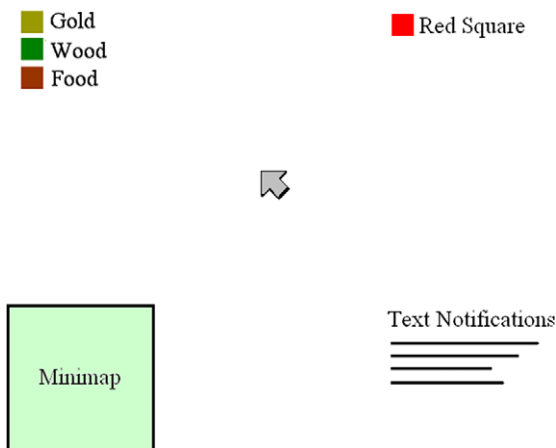 Gold
Wood
Food
Red Square
Minimap
Text Notifications